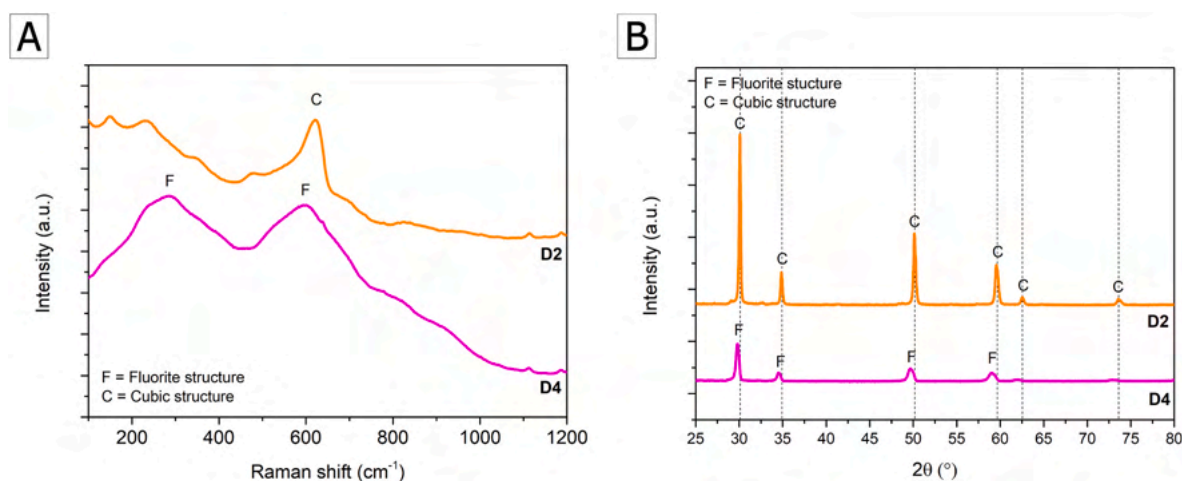 A
C
F
F
D2
D4
F = Fluorite structure
C = Cubic structure
Intensity (a.u.)
200 400 600 800 1000 1200
Raman shift (cm-1)
B
F = Fluorite stucture
C = Cubic structure
C
C
C
C
C
C
D2
F
F
F
F
D4
Intensity (a.u.)
25 30 35 40 45 50 55 60 65 70 75 80
2θ (°)